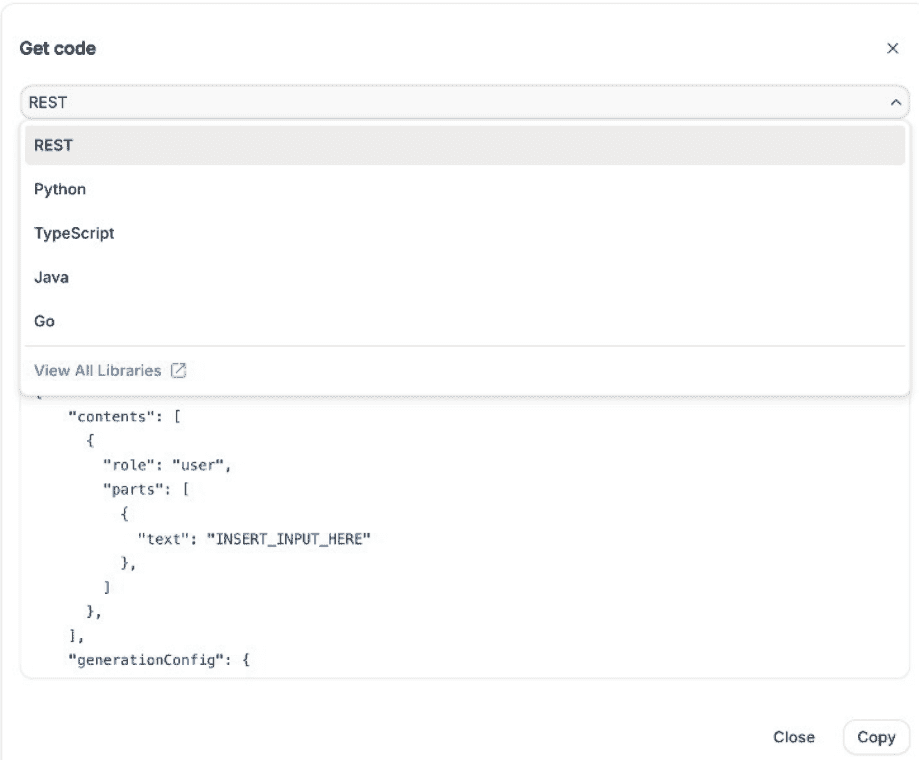 Get code
REST
REST
Python
TypeScript
Java
Go
View All Libraries
"contents": [
{
"role": "user",
"parts": [
{
"text": "INSERT_INPUT_HERE"
},
]
},
],
"generationConfig": {
Close
Copy